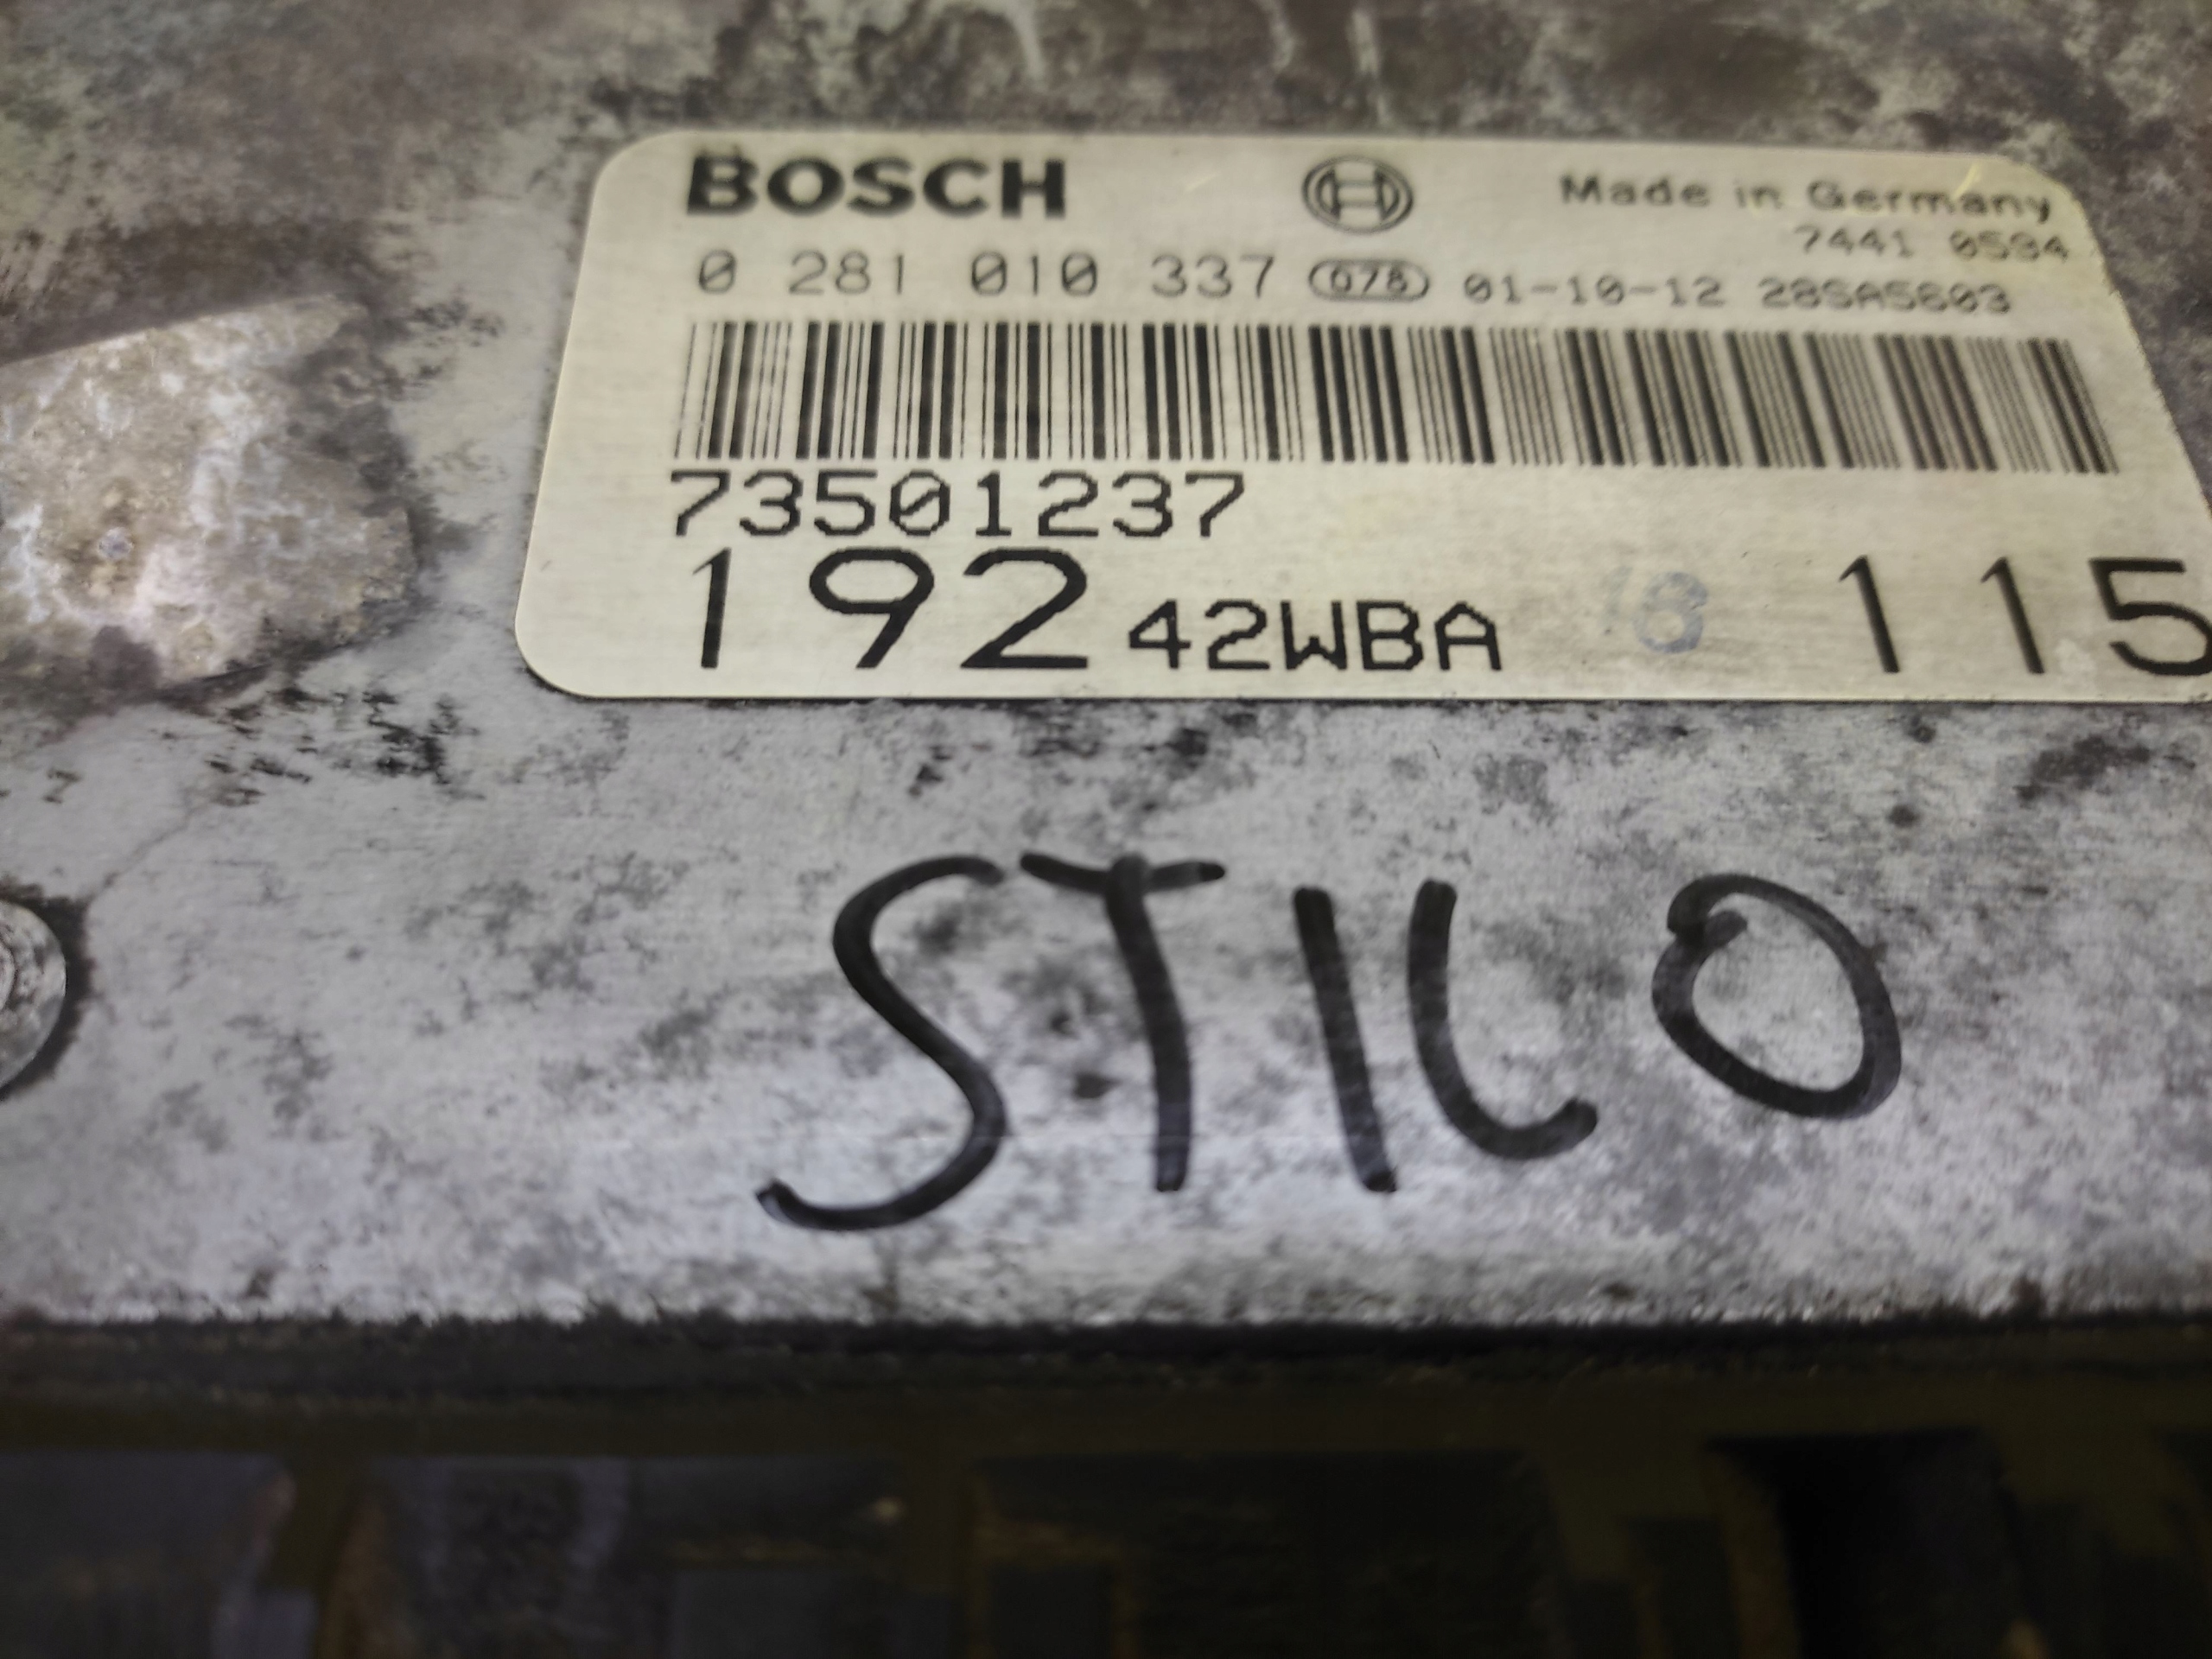 BOSCH Made in Germany
7441 0594
0 281 010 337 078 01-10-12 28SA5603
73501237
192 42WBA 18 115
STILO